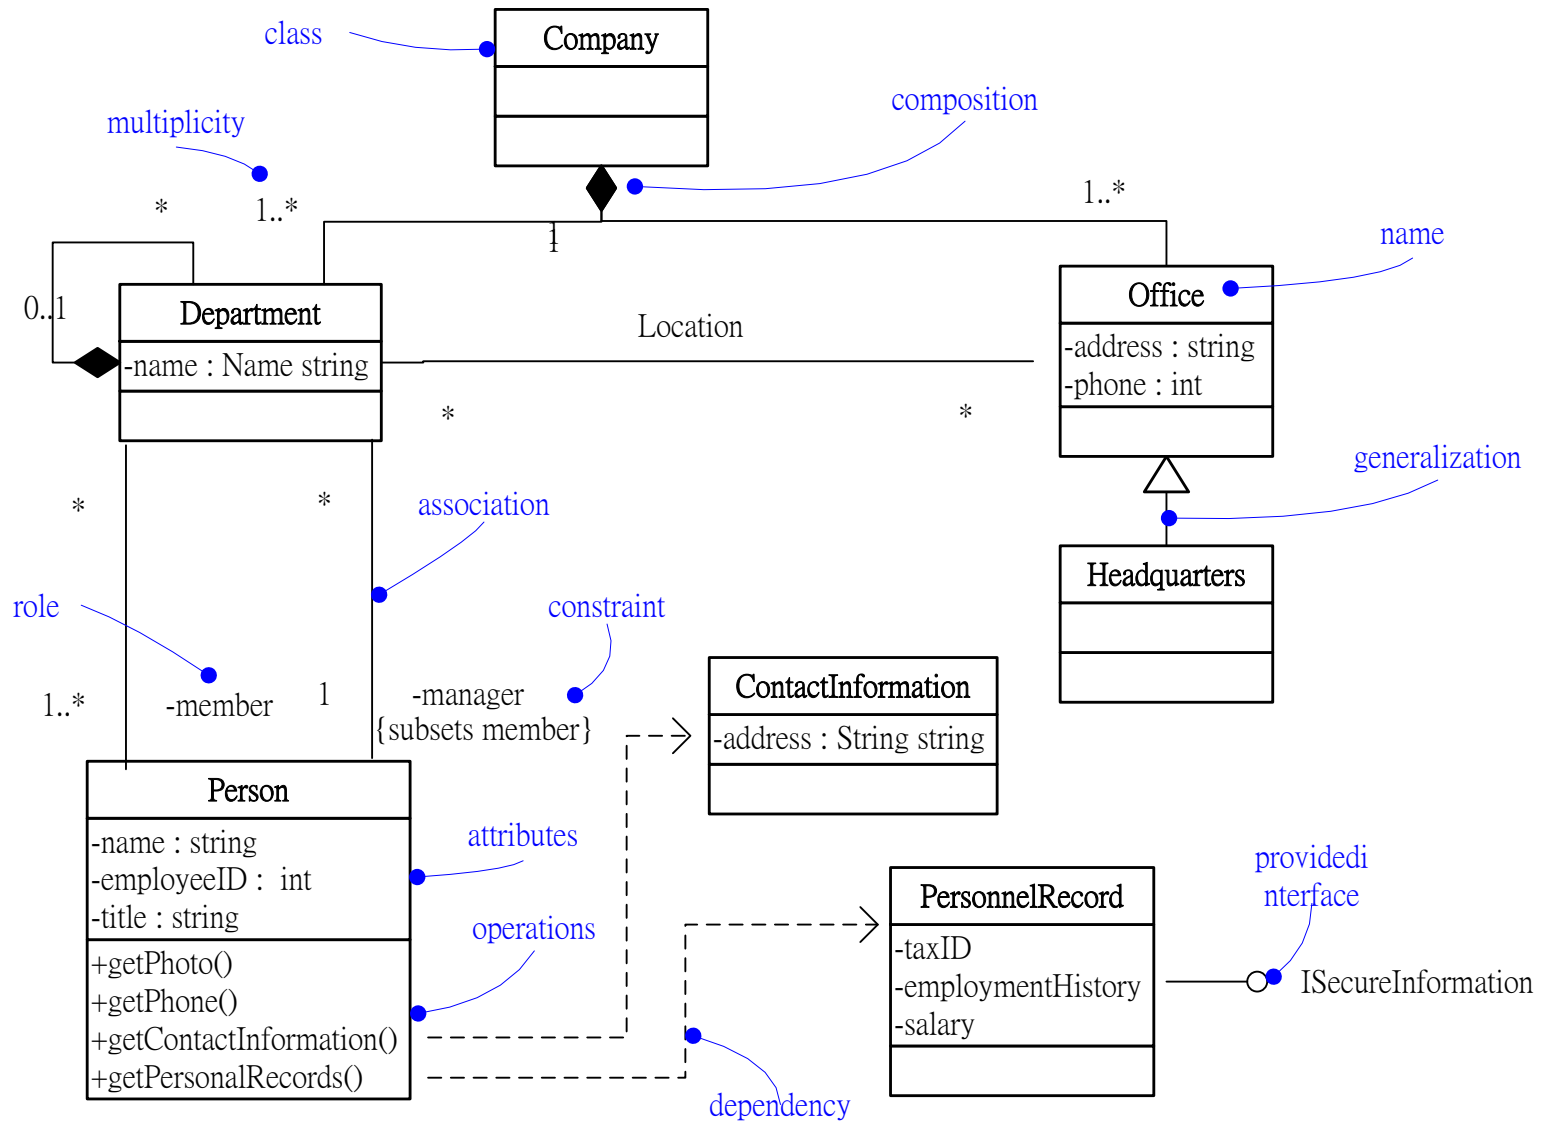 class
Company
composition
multiplicity
*
1..*
1
1..*
name
0..1
Department
-name : Name string
Location
*
*
Office
-address : string
-phone : int
generalization
Headquarters
*
*
association
role
constraint
1..*
-member
1
-manager
{subsets member}
ContactInformation
-address : String string
Person
-name : string
-employeeID :  int
-title : string
+getPhoto()
+getPhone()
+getContactInformation()
+getPersonalRecords()
attributes
operations
dependency
PersonnelRecord
-taxID
-employmentHistory
-salary
providedi
nterface
ISecureInformation